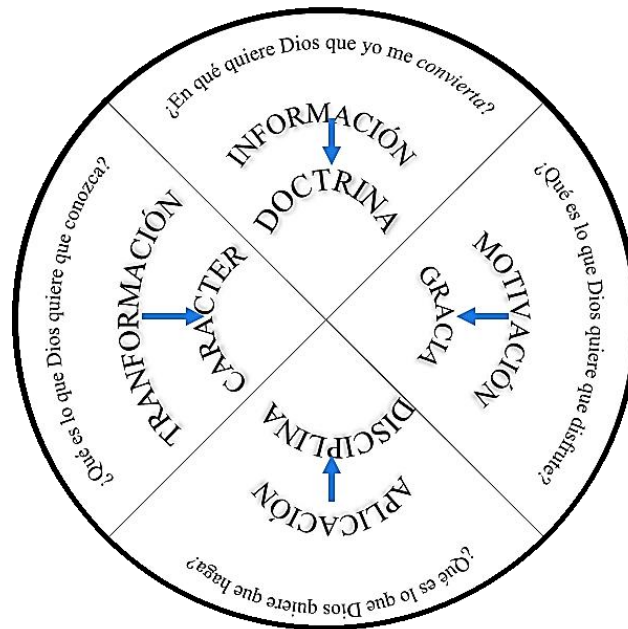 ¿En qué quiere Dios que yo me convierta?
INFORMACIÓN
DOCTRINA
¿Qué es lo que Dios quiere que disfrute?
MOTIVACIÓN
GRACIA
¿Qué es lo que Dios quiere que conozca?
TRANFORMACIÓN
CARACTER
DISCIPLINA
APLICACIÓN
¿Qué es lo que Dios quiere que haga?